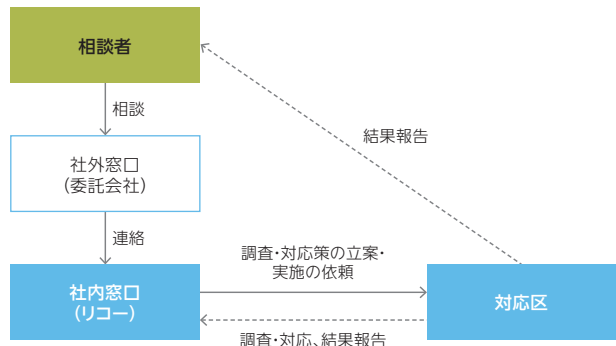 相談者
相談
社外窓口
(委託会社)
連絡
結果報告
社内窓口
(リコー)
調査・対応策の立案・
実施の依頼
対応区
調査・対応、結果報告